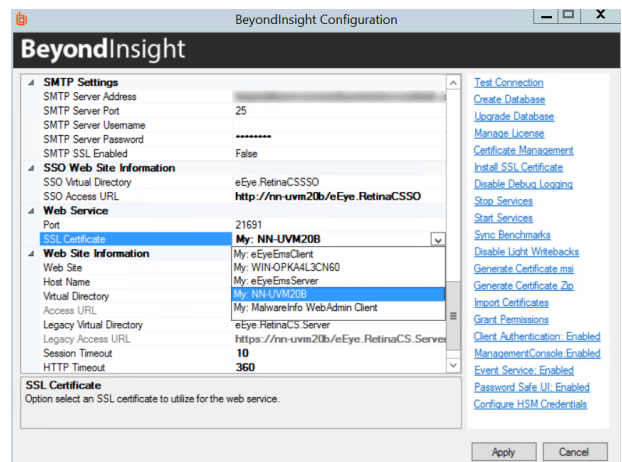 BeyondInsight Configuration
BeyondInsight
SMTP Settings
SMTP Server Address
SMTP Server Port 25
SMTP Server Username
SMTP Server Password ********
SMTP SSL Enabled False
SSO Web Site Information
SSO Virtual Directory eEye.RetinaCSSSO
SSO Access URL http://nn-uvm20b/eEye.RetinaCSSO
Web Service
Port 21691
SSL Certificate My: NN-UVM20B
Web Site Information My: eEyeEmsClient
Web Site My: WIN-OPKA4L3CN60
Host Name My: eEyeEmsServer
Virtual Directory My: NN-UVM20B
Access URL My: MalwareInfo WebAdmin Client
Legacy Virtual Directory eEye.RetinaCS.Server
Legacy Access URL https://nn-uvm20b/eEye.RetinaCS.Server
Session Timeout 10
HTTP Timeout 360
SSL Certificate
Option select an SSL certificate to utilize for the web service.
Test Connection
Create Database
Upgrade Database
Manage License
Certificate Management
Install SSL Certificate
Disable Debug Logging
Stop Services
Start Services
Sync Benchmarks
Disable Light Writebacks
Generate Certificate msi
Generate Certificate Zip
Import Certificates
Grant Permissions
Client Authentication: Enabled
ManagementConsole:Enabled
Event Service: Enabled
Password Safe UI: Enabled
Configure HSM Credentials
Apply Cancel